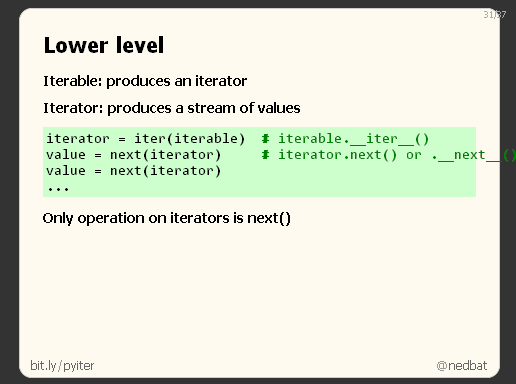 31/37
Lower level
Iterable: produces an iterator
Iterator: produces a stream of values
iterator = iter(iterable)  # iterable.__iter__()
value = next(iterator)     # iterator.next() or .__next__()
value = next(iterator)
...
Only operation on iterators is next()
bit.ly/pyiter
@nedbat